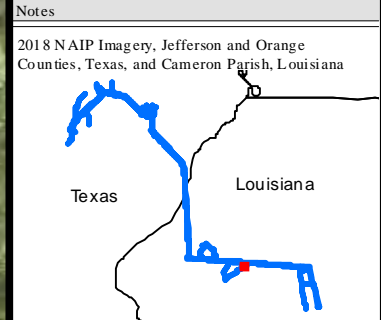 Notes
2018 NAIP Imagery, Jefferson and Orange
Counties, Texas, and Cameron Parish, Louisiana
Texas
Louisiana